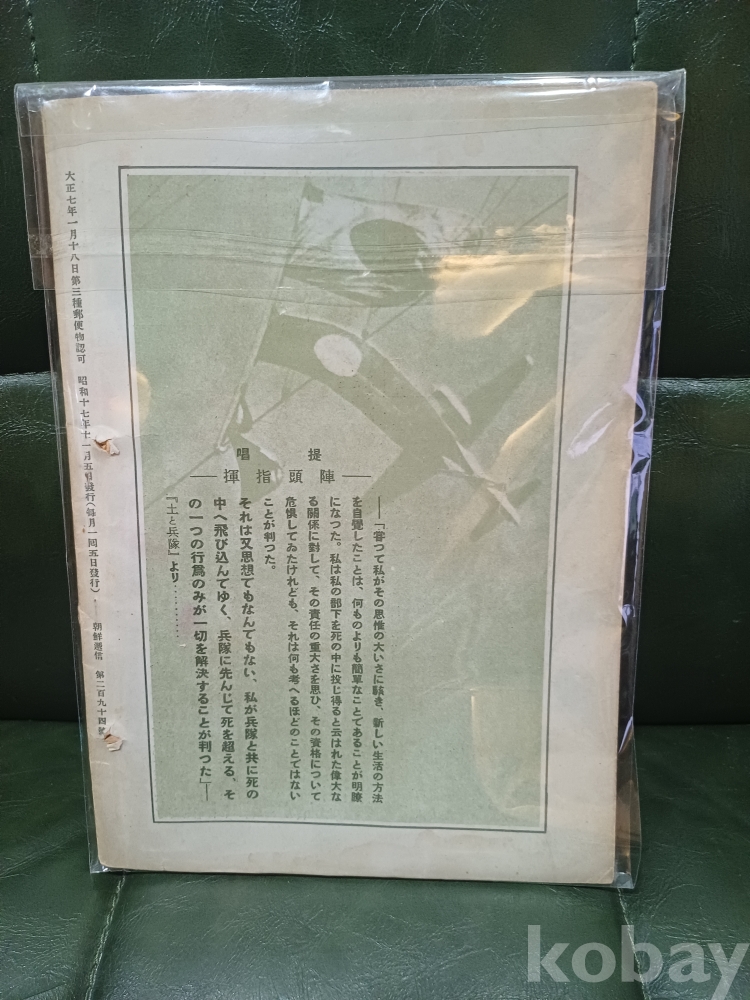 提唱
―陣頭指揮―
――「嘗つて私がその思惟の大いさに駭き、新しい生活の方法
を自覺したことは、何ものよりも簡單なことであることが明瞭
になつた。私は私の部下を死の中に投じ得ると云はれた偉大な
る關係に對して、その責任の重大さを思ひ、その資格について
危惧してゐたけれども、それは何も考へるほどのことではない
ことが判つた。
それは又思想でもなんでもない、私が兵隊と共に死の
中へ飛び込んでゆく、兵隊に先んじて死を超える、そ
の一つの行爲のみが一切を解決することが判つた」――
『土と兵隊』より…………
大正七年一月十八日第三種郵便物認可 昭和十七年十一月五日發行（每月一回五日發行） 朝鮮遞信 第二百九十四號
kobay